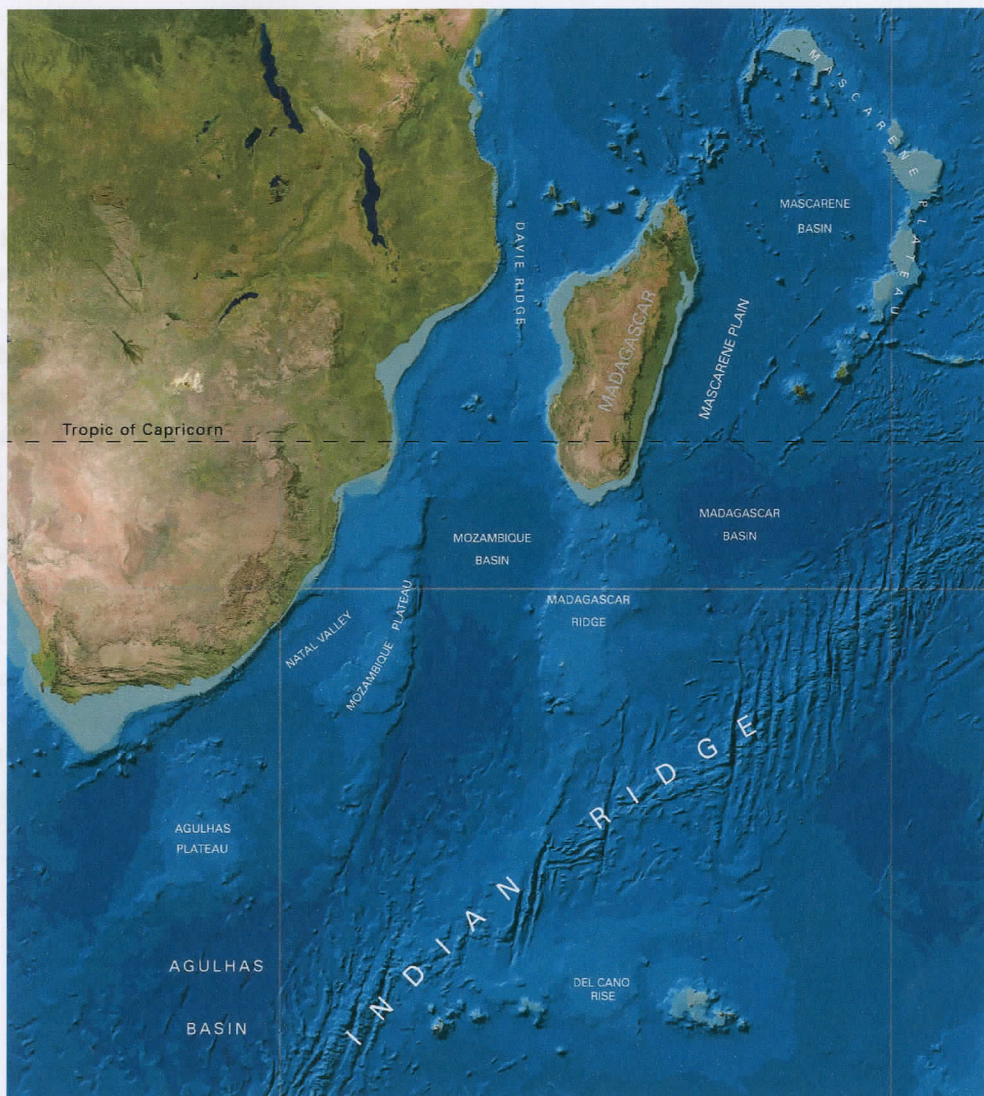 MASCARENE PLATEAU
MASCARENE
BASIN
DAVIE RIDGE
MADAGASCAR
MASCARENE PLAIN
Tropic of Capricorn
MADAGASCAR
BASIN
MOZAMBIQUE
BASIN
MADAGASCAR
RIDGE
NATAL VALLEY
MOZAMBIQUE PLATEAU
INDIAN RIDGE
AGULHAS
PLATEAU
AGULHAS
BASIN
DEL CANO
RISE